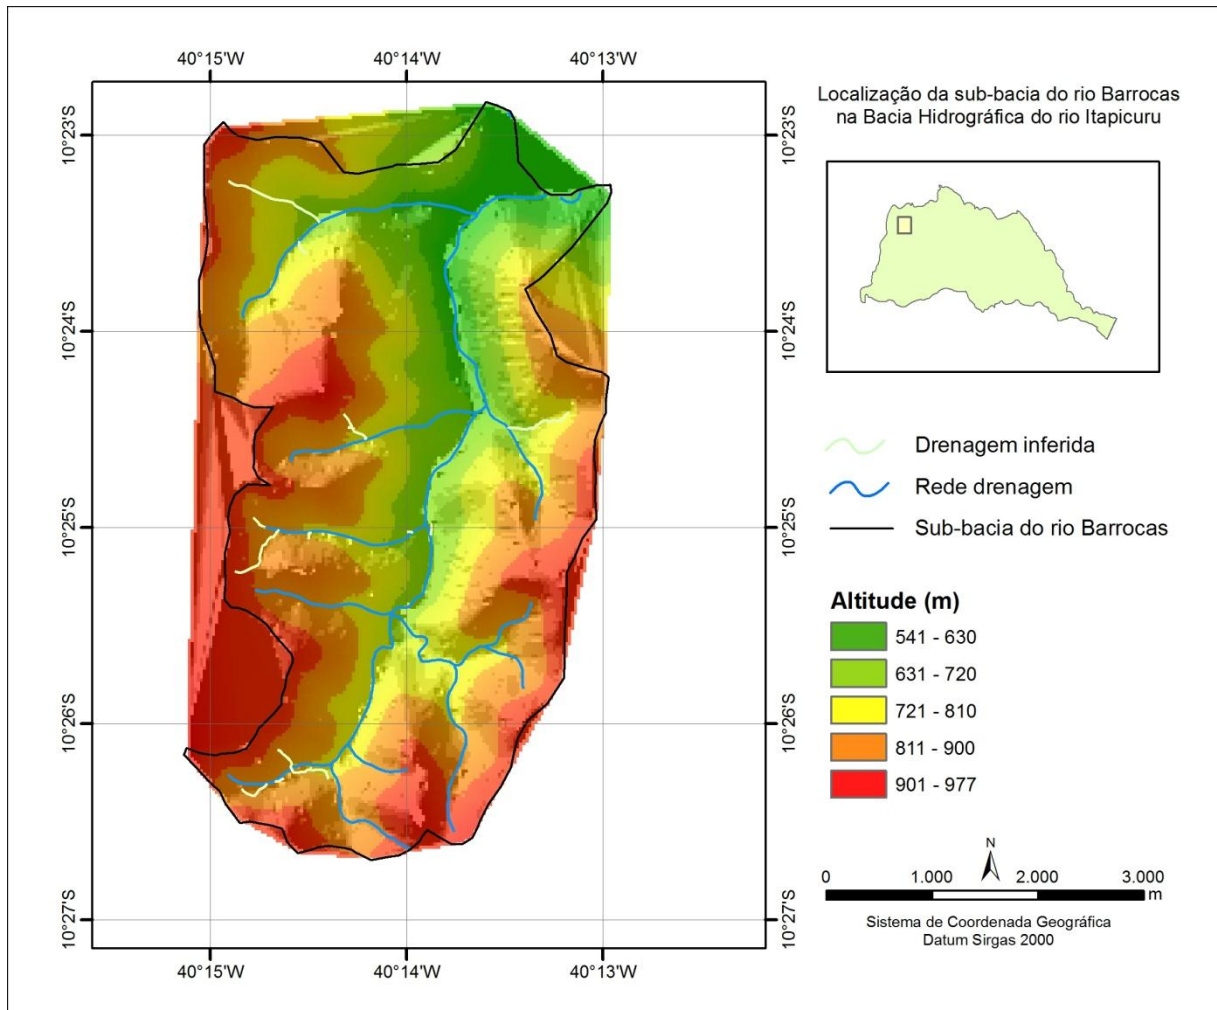 40°15'W 40°14'W 40°13'W
10°23'S 10°23'S
10°24'S 10°24'S
10°25'S 10°25'S
10°26'S 10°26'S
10°27'S 10°27'S
40°15'W 40°14'W 40°13'W
Localização da sub-bacia do rio Barrocas
na Bacia Hidrográfica do rio Itapicuru
Drenagem inferida
Rede drenagem
Sub-bacia do rio Barrocas
Altitude (m)
541 - 630
631 - 720
721 - 810
811 - 900
901 - 977
N
0 1.000 2.000 3.000
m
Sistema de Coordenada Geográfica
Datum Sirgas 2000